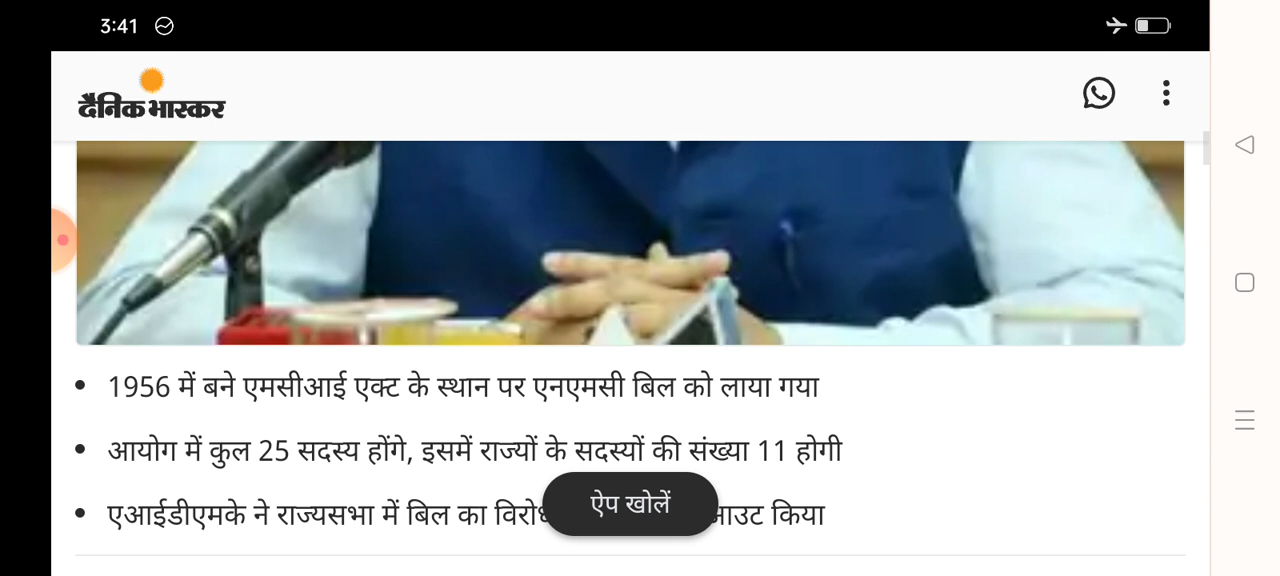 3:41
दैनिक भास्कर
1956 में बने एमसीआई एक्ट के स्थान पर एनएमसी बिल को लाया गया
आयोग में कुल 25 सदस्य होंगे, इसमें राज्यों के सदस्यों की संख्या 11 होगी
एआईडीएमके ने राज्यसभा में बिल का किया
ऐप खोलें